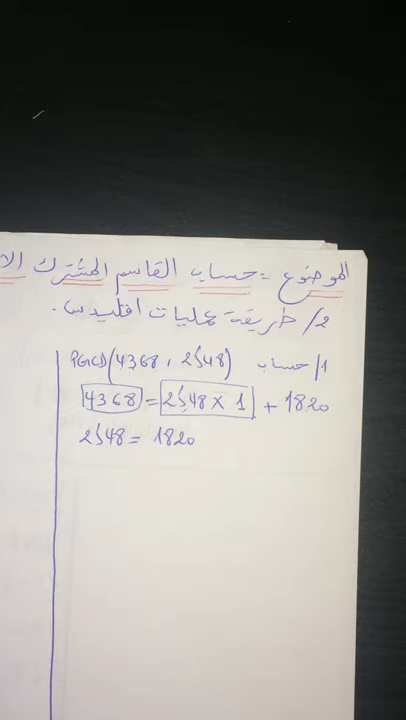 الموضوع :- حساب القاسم المشترك الا
2/ طريقة عمليات اقليدس.
1/ حساب PGCD(4368 , 2548)
4368 = 2548 × 1 + 1820
2548 = 1820